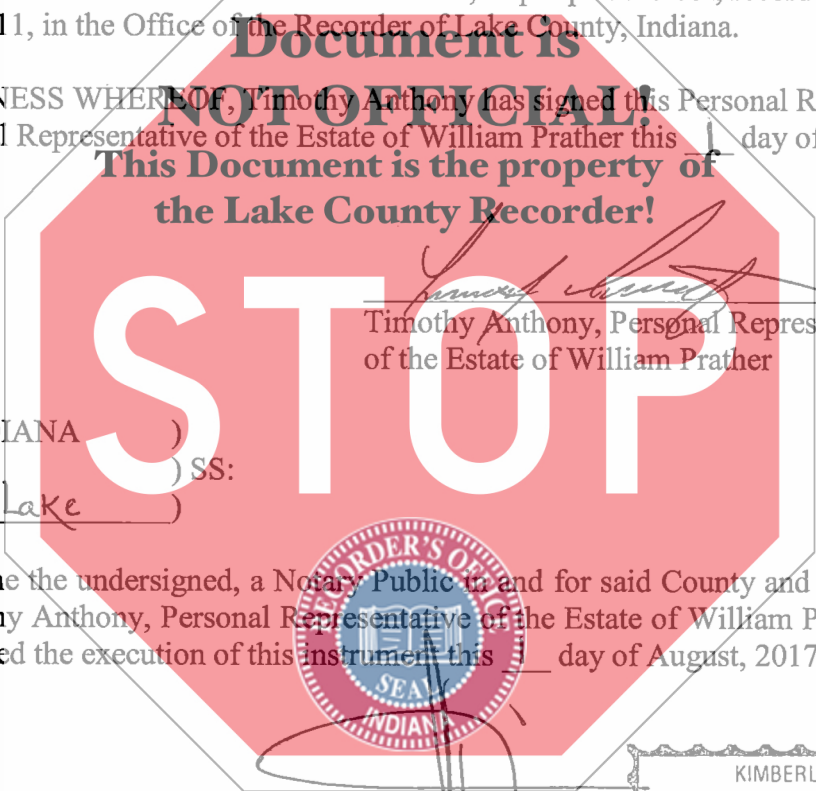 11, in the Office of the Recorder of Lake County, Indiana.
Document is
NESS WHEREOF, Timothy Anthony has signed this Personal R
NOT OFFICIAL!
l Representative of the Estate of William Prather this 1 day of
This Document is the property of
the Lake County Recorder!
STOP
Timothy Anthony, Personal Repres
of the Estate of William Prather
IANA )
) SS:
Lake )
RECORDER'S OFFICE
e the undersigned, a Notary Public in and for said County and
y Anthony, Personal Representative of the Estate of William P
ed the execution of this instrument this 1 day of August, 2017
SEAL
INDIANA
KIMBERL